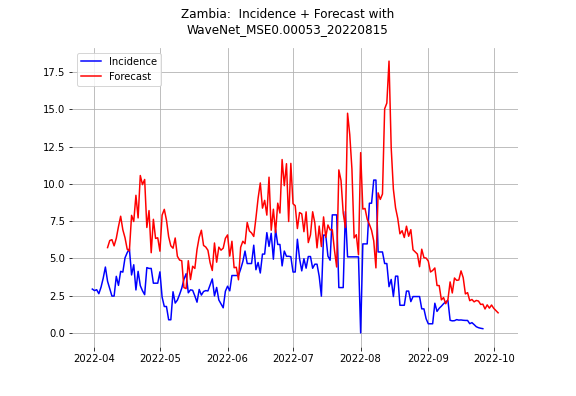 Zambia:  Incidence + Forecast with
WaveNet_MSE0.00053_20220815
Incidence
Forecast
17.5
15.0
12.5
10.0
7.5
5.0
2.5
0.0
2022-04 2022-05 2022-06 2022-07 2022-08 2022-09 2022-10